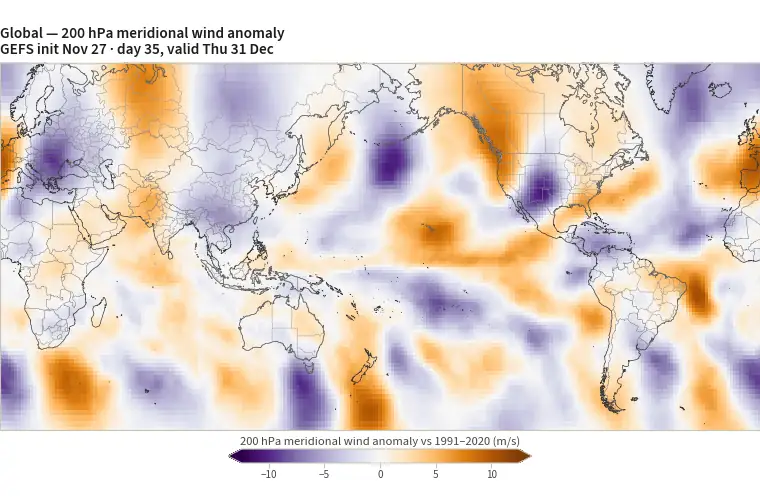 Global — 200 hPa meridional wind anomaly
GEFS init Nov 27 · day 35, valid Thu 31 Dec
200 hPa meridional wind anomaly vs 1991–2020 (m/s)
−10 −5 0 5 10